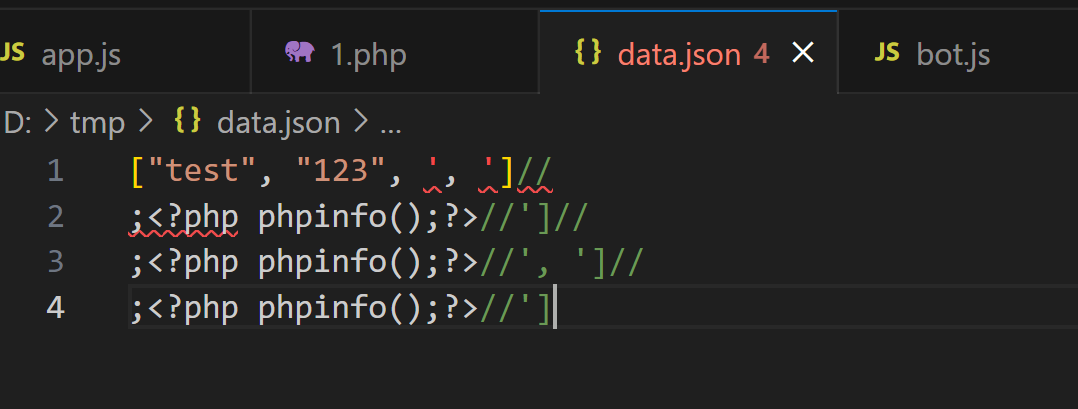 JS app.js 1.php {} data.json 4 × JS bot.js
D: > tmp > {} data.json > ...
1 ["test", "123", ', ']//
2 ;<?php phpinfo();?>//']//
3 ;<?php phpinfo();?>//', ']//
4 ;<?php phpinfo();?>//']